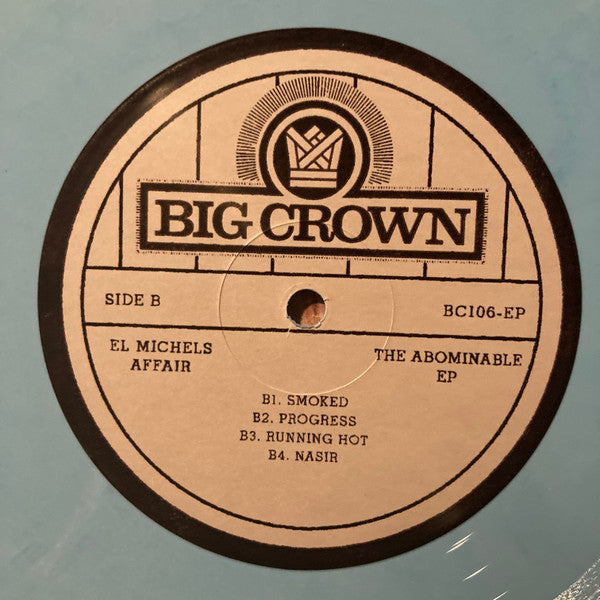 BIG CROWN
SIDE B
BC106-EP
EL MICHELS
AFFAIR
THE ABOMINABLE
EP
B1. SMOKED
B2. PROGRESS
B3. RUNNING HOT
B4. NASIR